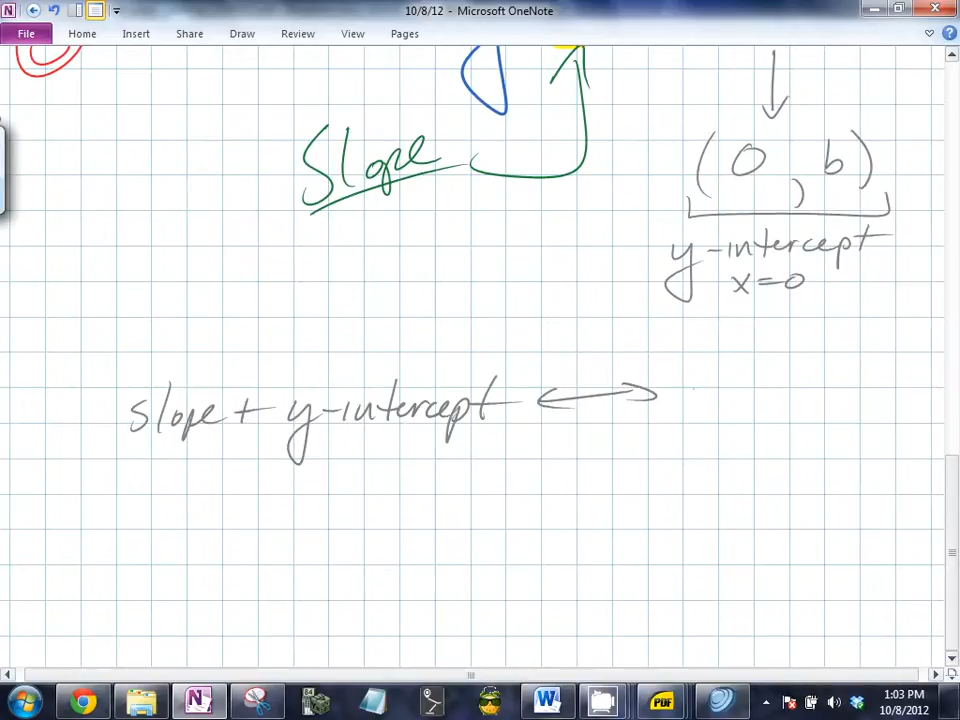 10/8/12 - Microsoft OneNote
File Home Insert Share Draw Review View Pages
Slope
(0, b)
y-intercept
x=0
slope + y-intercept ↔
1:03 PM
10/8/2012